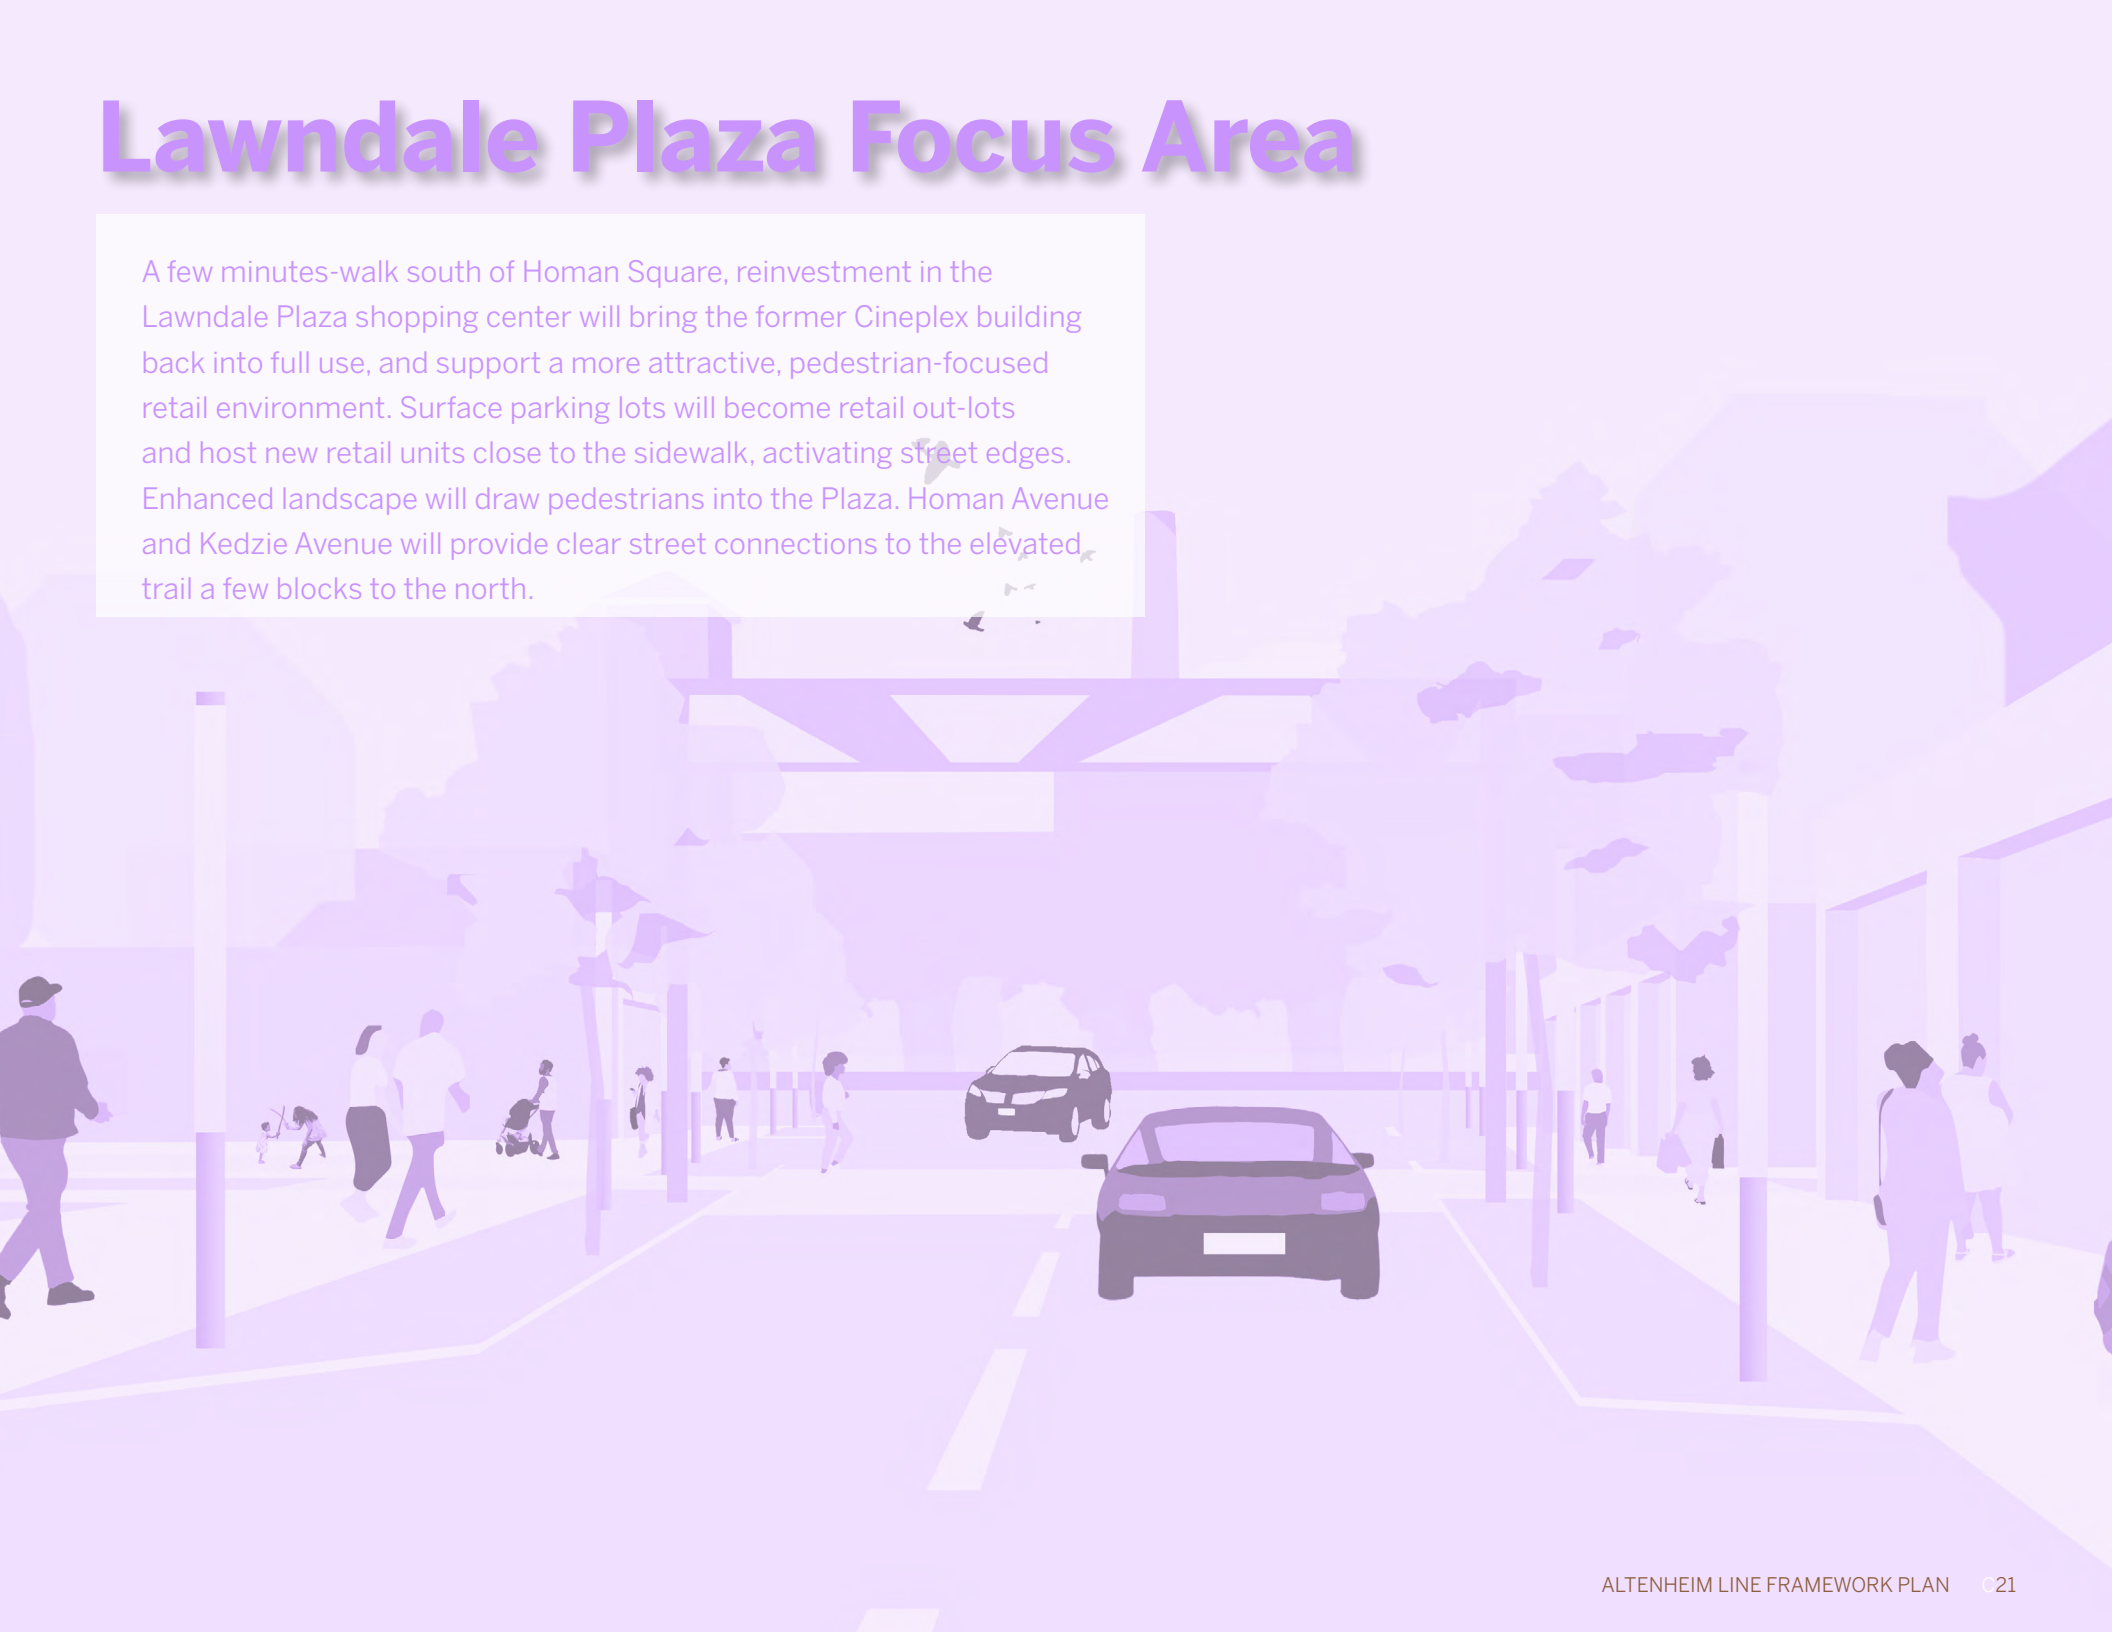 Lawndale Plaza Focus Area
A few minutes-walk south of Homan Square, reinvestment in the
Lawndale Plaza shopping center will bring the former Cineplex building
back into full use, and support a more attractive, pedestrian-focused
retail environment. Surface parking lots will become retail out-lots
and host new retail units close to the sidewalk, activating street edges.
Enhanced landscape will draw pedestrians into the Plaza. Homan Avenue
and Kedzie Avenue will provide clear street connections to the elevated
trail a few blocks to the north.
ALTENHEIM LINE FRAMEWORK PLAN C21